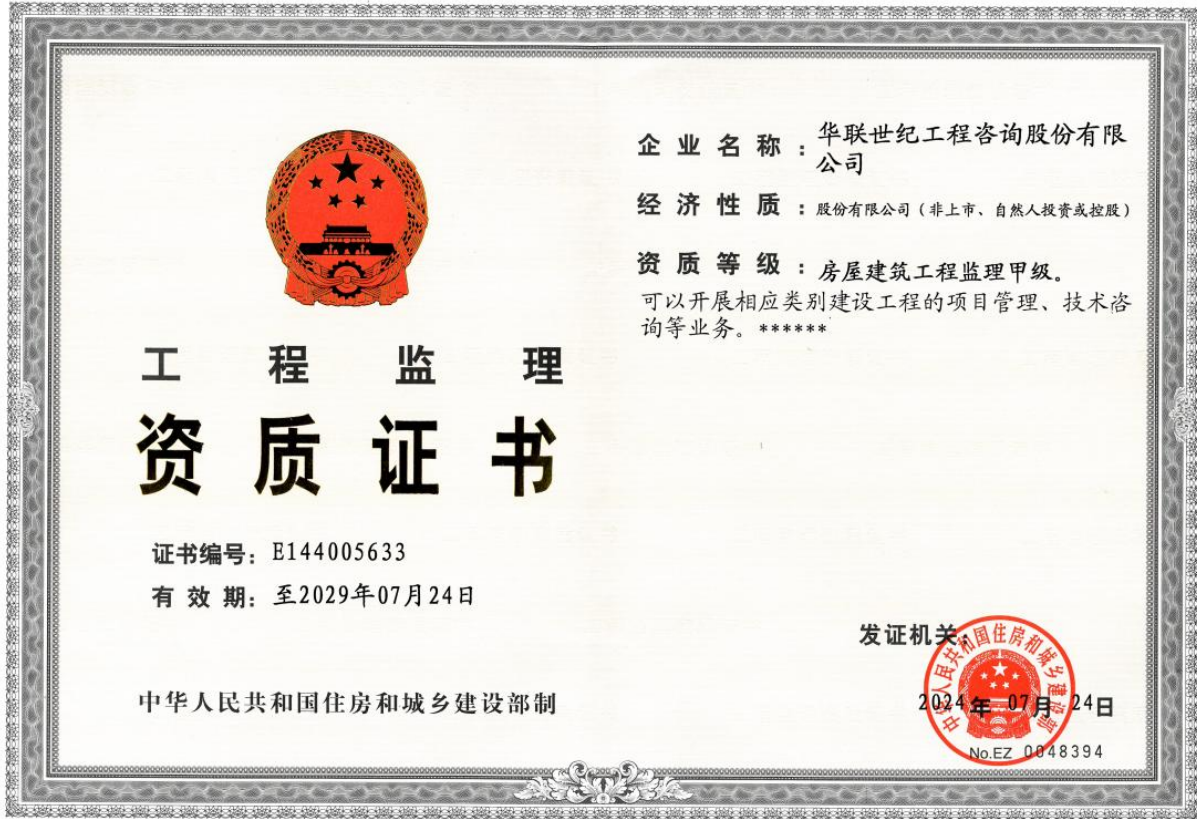 工程监理
资质证书
证书编号：E144005633
有效期：至2029年07月24日
中华人民共和国住房和城乡建设部制
企业名称：华联世纪工程咨询股份有限
公司
经济性质：股份有限公司（非上市、自然人投资或控股）
资质等级：房屋建筑工程监理甲级。
可以开展相应类别建设工程的项目管理、技术咨
询等业务。******
发证机关：
中华人民共和国住房和城乡建设部
2024年07月24日
No.EZ 0048394